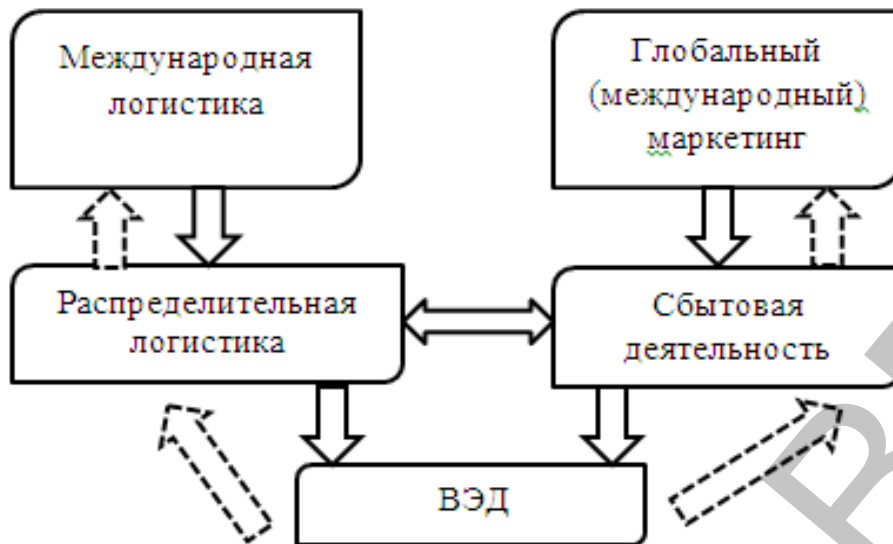 Международная
логистика
Глобальный
(международный)
маркетинг
Распределительная
логистика
Сбытовая
деятельность
ВЭД